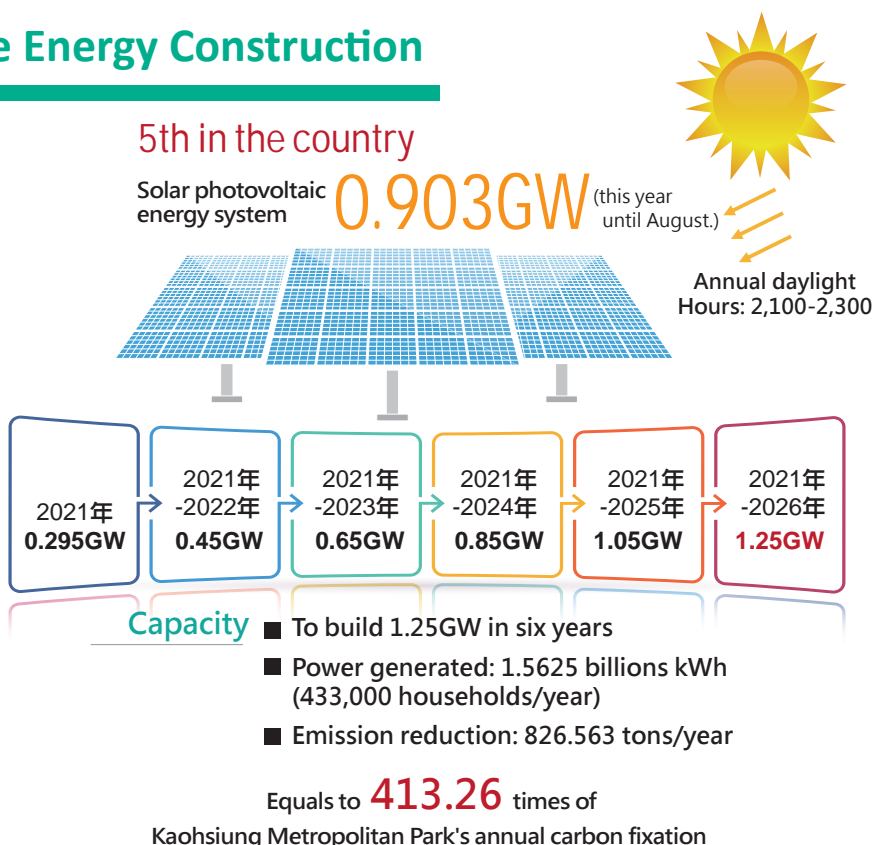 e Energy Construction
5th in the country
Solar photovoltaic
energy system
0.903GW
(this year
until August.)
Annual daylight
Hours: 2,100-2,300
2021年
0.295GW
2021年
-2022年
0.45GW
2021年
-2023年
0.65GW
2021年
-2024年
0.85GW
2021年
-2025年
1.05GW
2021年
-2026年
1.25GW
Capacity
■ To build 1.25GW in six years
■ Power generated: 1.5625 billions kWh
(433,000 households/year)
■ Emission reduction: 826.563 tons/year
Equals to 413.26 times of
Kaohsiung Metropolitan Park's annual carbon fixation